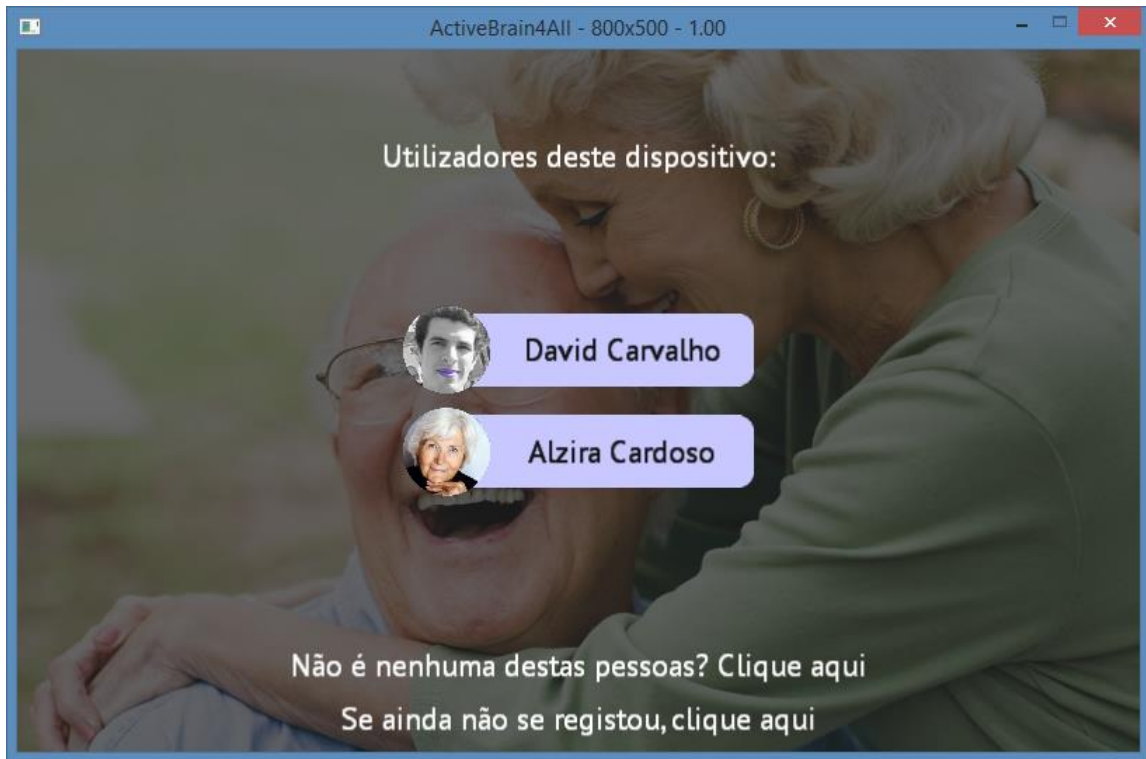 ActiveBrain4All - 800x500 - 1.00
Utilizadores deste dispositivo:
David Carvalho
Alzira Cardoso
Não é nenhuma destas pessoas? Clique aqui
Se ainda não se registou, clique aqui